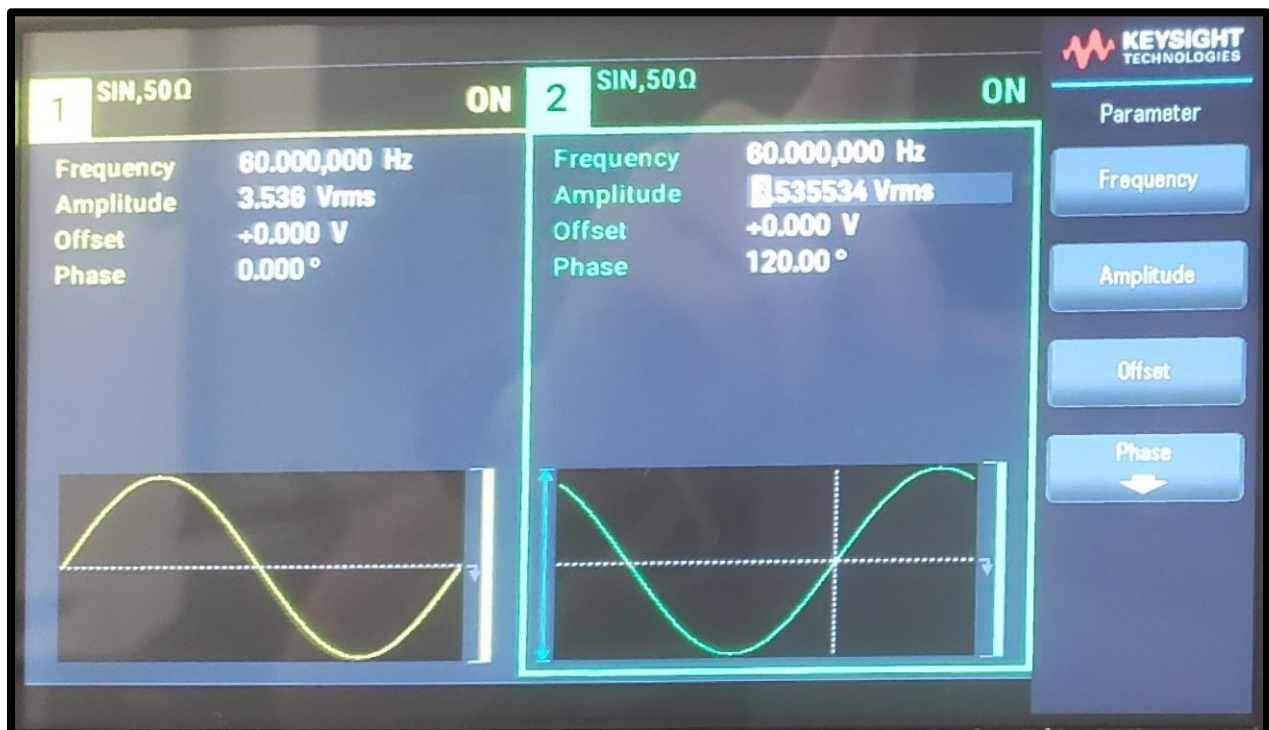 KEYSIGHT
TECHNOLOGIES
1 SIN,50Ω ON
Frequency 60.000,000 Hz
Amplitude 3.536 Vrms
Offset +0.000 V
Phase 0.000°
2 SIN,50Ω ON
Frequency 60.000,000 Hz
Amplitude 3.535534 Vrms
Offset +0.000 V
Phase 120.00°
Parameter
Frequency
Amplitude
Offset
Phase